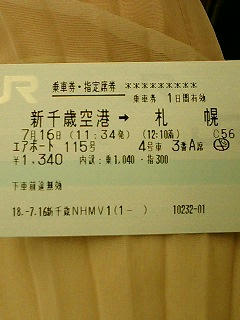 JR
乗車券・指定席券 *********
乗車券 1日間有効
新千歳空港 → 札幌
7月16日 (11:34発) (12:10着) C56
エアポート 115号 4号車 3番A席
¥1,340 内訳:乗1,040・指300
下車前途無効
18.-7.16新千歳NHMV1(1- ) 10232-01